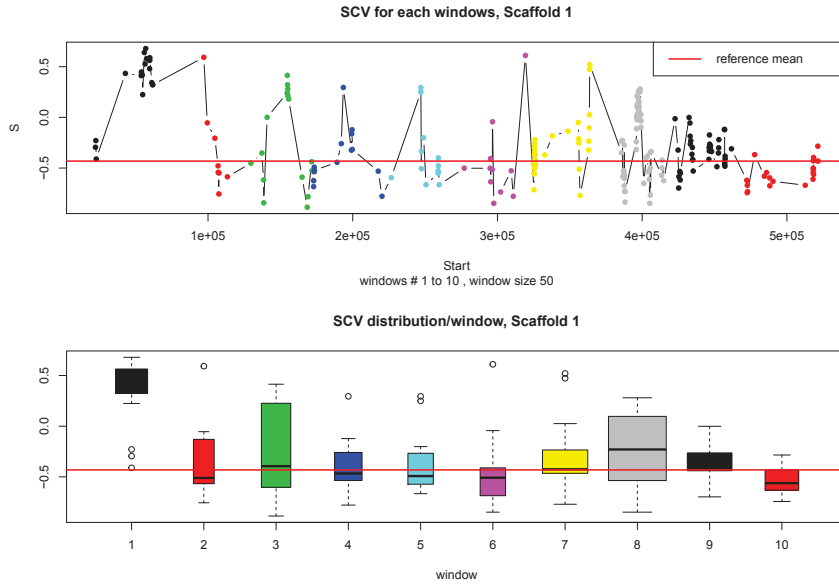 SCV for each windows, Scaffold 1
reference mean
0.5
0.0
−0.5
S
1e+05
2e+05
3e+05
4e+05
5e+05
Start
windows # 1 to 10 , window size 50
SCV distribution/window, Scaffold 1
0.5
0.0
−0.5
1
2
3
4
5
6
7
8
9
10
window